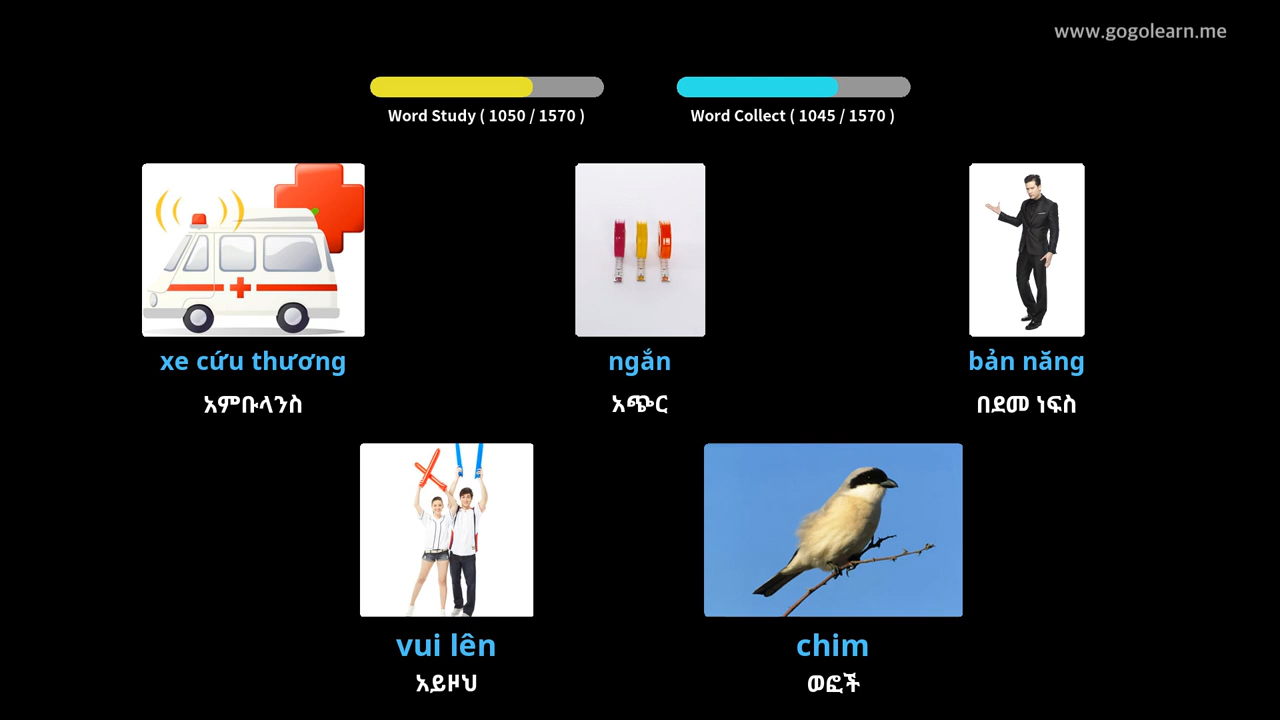 www.gogolearn.me
Word Study ( 1050 / 1570 )
Word Collect ( 1045 / 1570 )
xe cứu thương
አምቡላንስ
ngắn
አጭር
bản năng
በደመ ነፍስ
vui lên
አይዞህ
chim
ወፎች